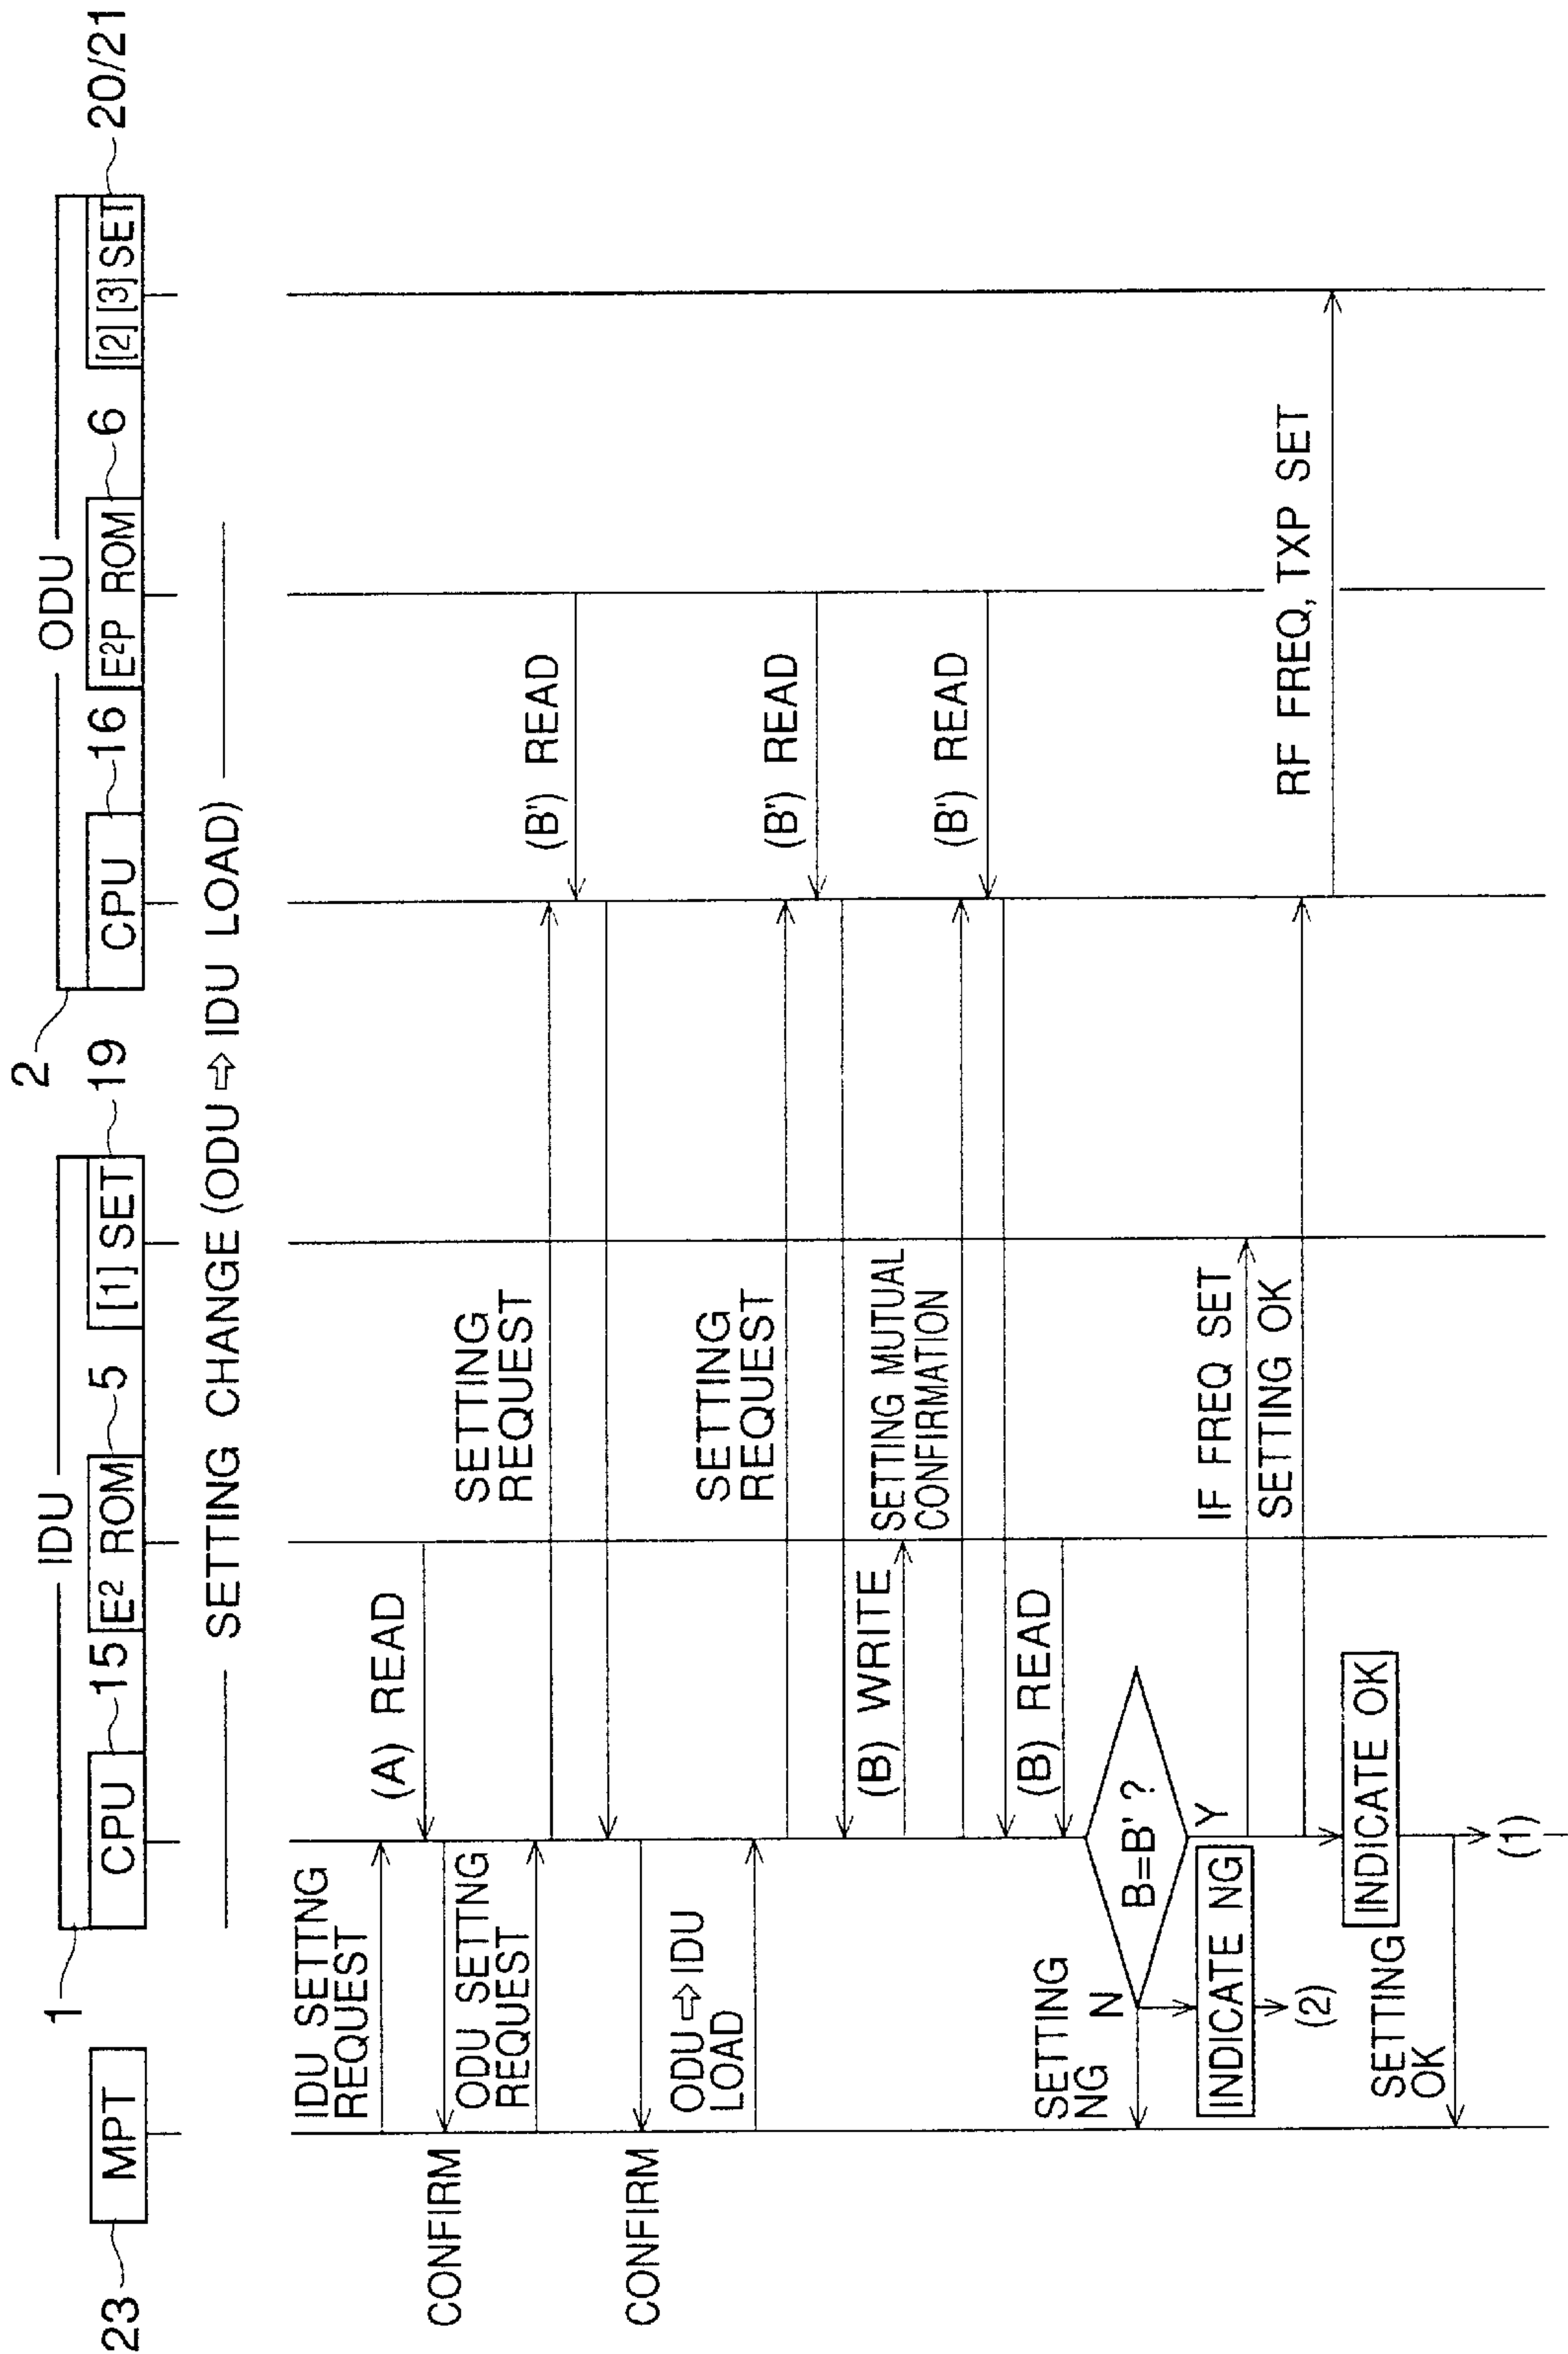 IDU
ODU
1
2
23
MPT
CPU
15
E² ROM
5
[1] SET
19
CPU
16
E²P ROM
6
[2] [3] SET
20/21
SETTING CHANGE (ODU ⇨ IDU LOAD)
IDU SETTNG
REQUEST
(A) READ
CONFIRM
ODU SETTNG
REQUEST
SETTING
REQUEST
(B') READ
CONFIRM
ODU ⇨ IDU
LOAD
SETTING
REQUEST
(B') READ
(B) WRITE
SETTING MUTUAL
CONFIRMATION
(B') READ
(B) READ
SETTING
NG
N
B=B' ?
Y
INDICATE NG
(2)
IF FREQ SET
SETTING OK
RF FREQ, TXP SET
INDICATE OK
SETTING
OK
(1)